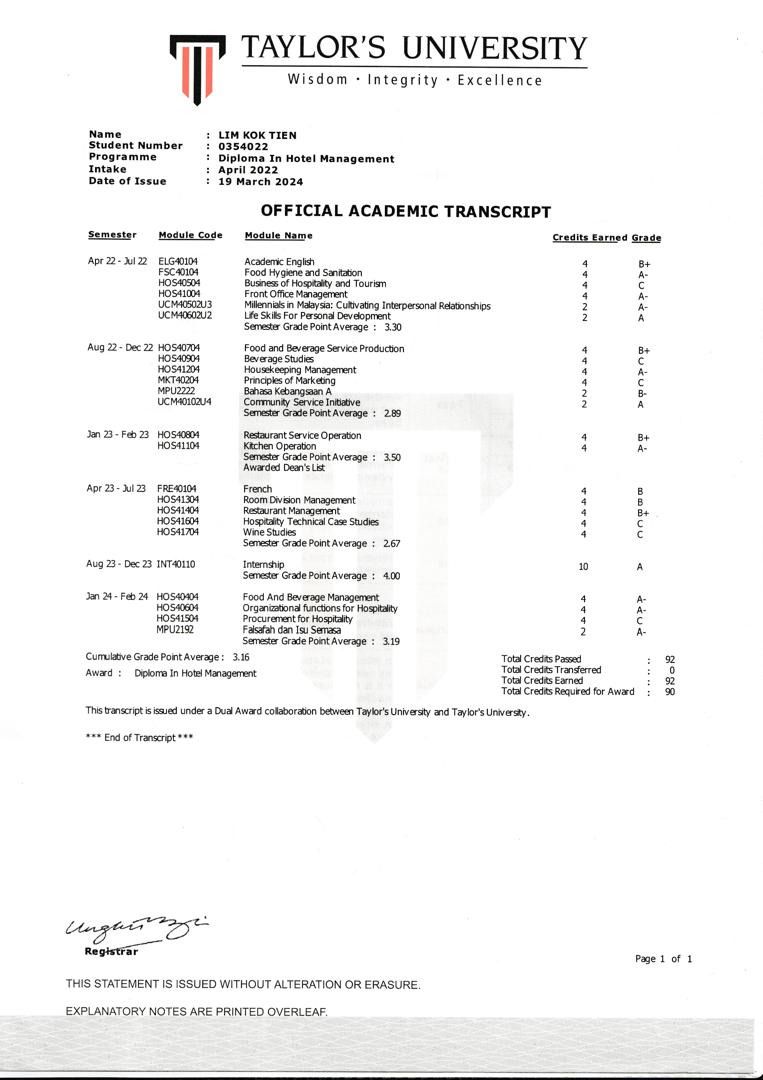 TAYLOR'S UNIVERSITY
Wisdom · Integrity · Excellence
Name : LIM KOK TIEN
Student Number : 0354022
Programme : Diploma In Hotel Management
Intake : April 2022
Date of Issue : 19 March 2024
OFFICIAL ACADEMIC TRANSCRIPT
Semester Module Code Module Name Credits Earned Grade
Apr 22 - Jul 22 ELG40104 Academic English 4 B+
FSC40104 Food Hygiene and Sanitation 4 A-
HOS40504 Business of Hospitality and Tourism 4 C
HOS41004 Front Office Management 4 A-
UCM40502U3 Millennials in Malaysia: Cultivating Interpersonal Relationships 2 A-
UCM40602U2 Life Skills For Personal Development 2 A
Semester Grade Point Average : 3.30
Aug 22 - Dec 22 HOS40704 Food and Beverage Service Production 4 B+
HOS40904 Beverage Studies 4 C
HOS41204 Housekeeping Management 4 A-
MKT40204 Principles of Marketing 4 C
MPU2222 Bahasa Kebangsaan A 2 B-
UCM40102U4 Community Service Initiative 2 A
Semester Grade Point Average : 2.89
Jan 23 - Feb 23 HOS40804 Restaurant Service Operation 4 B+
HOS41104 Kitchen Operation 4 A-
Semester Grade Point Average : 3.50
Awarded Dean's List
Apr 23 - Jul 23 FRE40104 French 4 B
HOS41304 Room Division Management 4 B
HOS41404 Restaurant Management 4 B+
HOS41604 Hospitality Technical Case Studies 4 C
HOS41704 Wine Studies 4 C
Semester Grade Point Average : 2.67
Aug 23 - Dec 23 INT40110 Internship 10 A
Semester Grade Point Average : 4.00
Jan 24 - Feb 24 HOS40404 Food And Beverage Management 4 A-
HOS40604 Organizational functions for Hospitality 4 A-
HOS41504 Procurement for Hospitality 4 C
MPU2192 Falsafah dan Isu Semasa 2 A-
Semester Grade Point Average : 3.19
Cumulative Grade Point Average : 3.16
Award : Diploma In Hotel Management
Total Credits Passed : 92
Total Credits Transferred : 0
Total Credits Earned : 92
Total Credits Required for Award : 90
This transcript is issued under a Dual Award collaboration between Taylor's University and Taylor's University.
*** End of Transcript ***
Registrar
Page 1 of 1
THIS STATEMENT IS ISSUED WITHOUT ALTERATION OR ERASURE.
EXPLANATORY NOTES ARE PRINTED OVERLEAF.